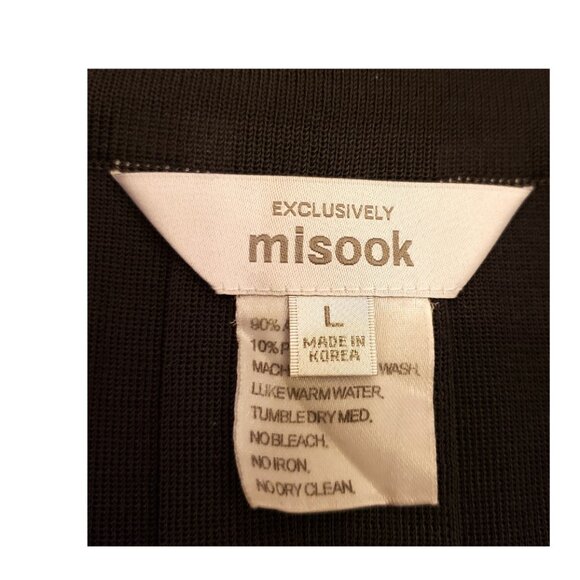 EXCLUSIVELY
misook
L
MADE IN
KOREA
90%
10%
WASH.
LUKE WARM WATER.
TUMBLE DRY MED.
NO BLEACH.
NO IRON.
NO DRY CLEAN.